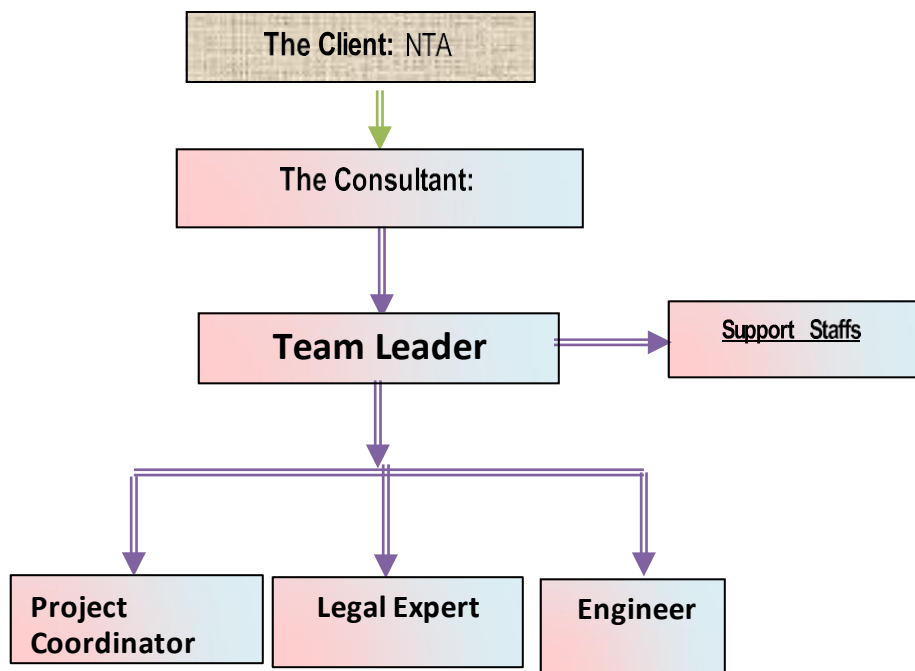 The Client: NTA
The Consultant:
Team Leader
Support Staffs
Project
Coordinator
Legal Expert
Engineer